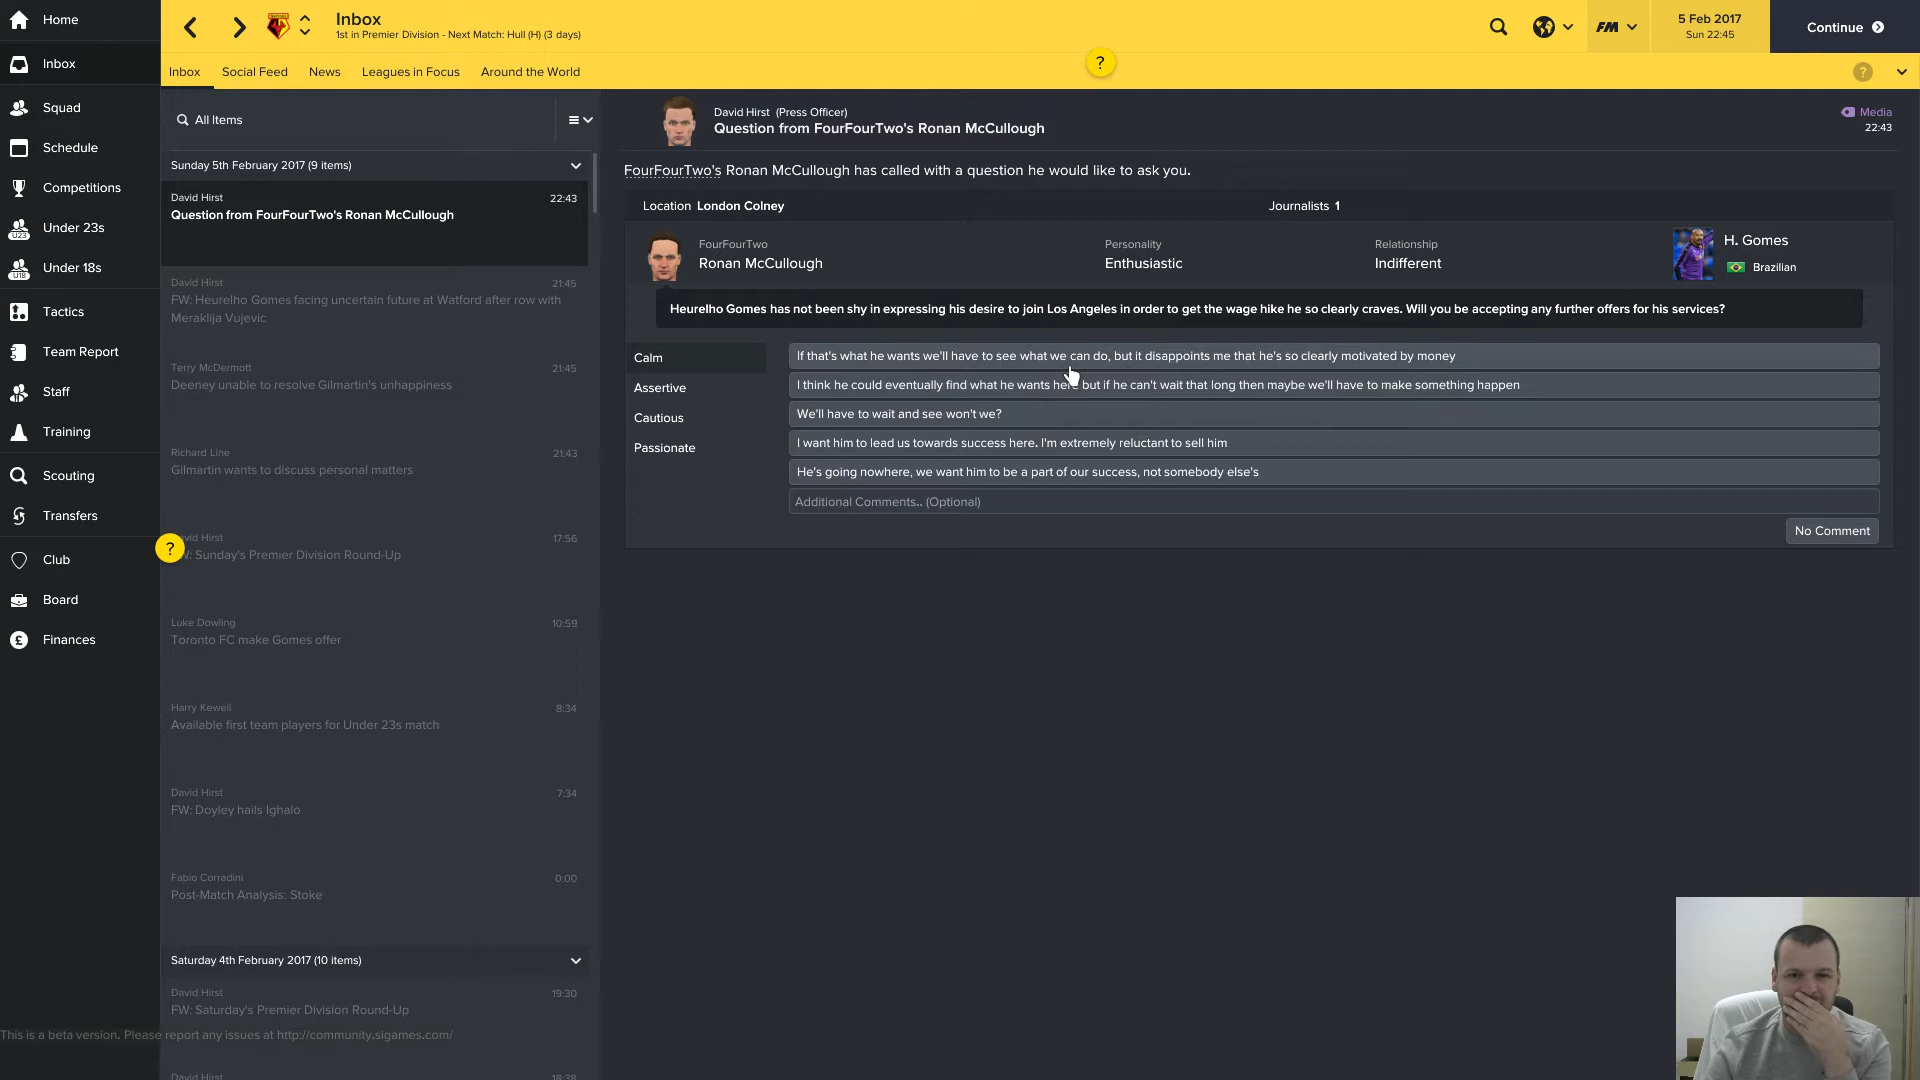 Home
Inbox
Squad
Schedule
Competitions
Under 23s
Under 18s
Tactics
Team Report
Staff
Training
Scouting
Transfers
Club
Board
Finances
Inbox
1st in Premier Division - Next Match: Hull (H) (3 days)
FM
5 Feb 2017
Sun 22:45
Continue
Inbox
Social Feed
News
Leagues in Focus
Around the World
?
?
All Items
Sunday 5th February 2017 (9 items)
David Hirst
22:43
Question from FourFourTwo's Ronan McCullough
David Hirst
21:45
FW: Heurelho Gomes facing uncertain future at Watford after row with
Meraklija Vujevic
Terry McDermott
21:45
Deeney unable to resolve Gilmartin's unhappiness
Richard Line
21:43
Gilmartin wants to discuss personal matters
?
David Hirst
17:56
FW: Sunday's Premier Division Round-Up
Luke Dowling
10:59
Toronto FC make Gomes offer
Harry Kewell
8:34
Available first team players for Under 23s match
David Hirst
7:34
FW: Doyley hails Ighalo
Fabio Corradini
0:00
Post-Match Analysis: Stoke
Saturday 4th February 2017 (10 items)
David Hirst
19:30
FW: Saturday's Premier Division Round-Up
This is a beta version. Please report any issues at http://community.sigames.com/
David Hirst
18:38
David Hirst (Press Officer)
Question from FourFourTwo's Ronan McCullough
Media
22:43
FourFourTwo's Ronan McCullough has called with a question he would like to ask you.
Location London Colney
Journalists 1
FourFourTwo
Ronan McCullough
Personality
Enthusiastic
Relationship
Indifferent
H. Gomes
Brazilian
Heurelho Gomes has not been shy in expressing his desire to join Los Angeles in order to get the wage hike he so clearly craves. Will you be accepting any further offers for his services?
Calm
Assertive
Cautious
Passionate
If that's what he wants we'll have to see what we can do, but it disappoints me that he's so clearly motivated by money
I think he could eventually find what he wants here but if he can't wait that long then maybe we'll have to make something happen
We'll have to wait and see won't we?
I want him to lead us towards success here. I'm extremely reluctant to sell him
He's going nowhere, we want him to be a part of our success, not somebody else's
Additional Comments.. (Optional)
No Comment